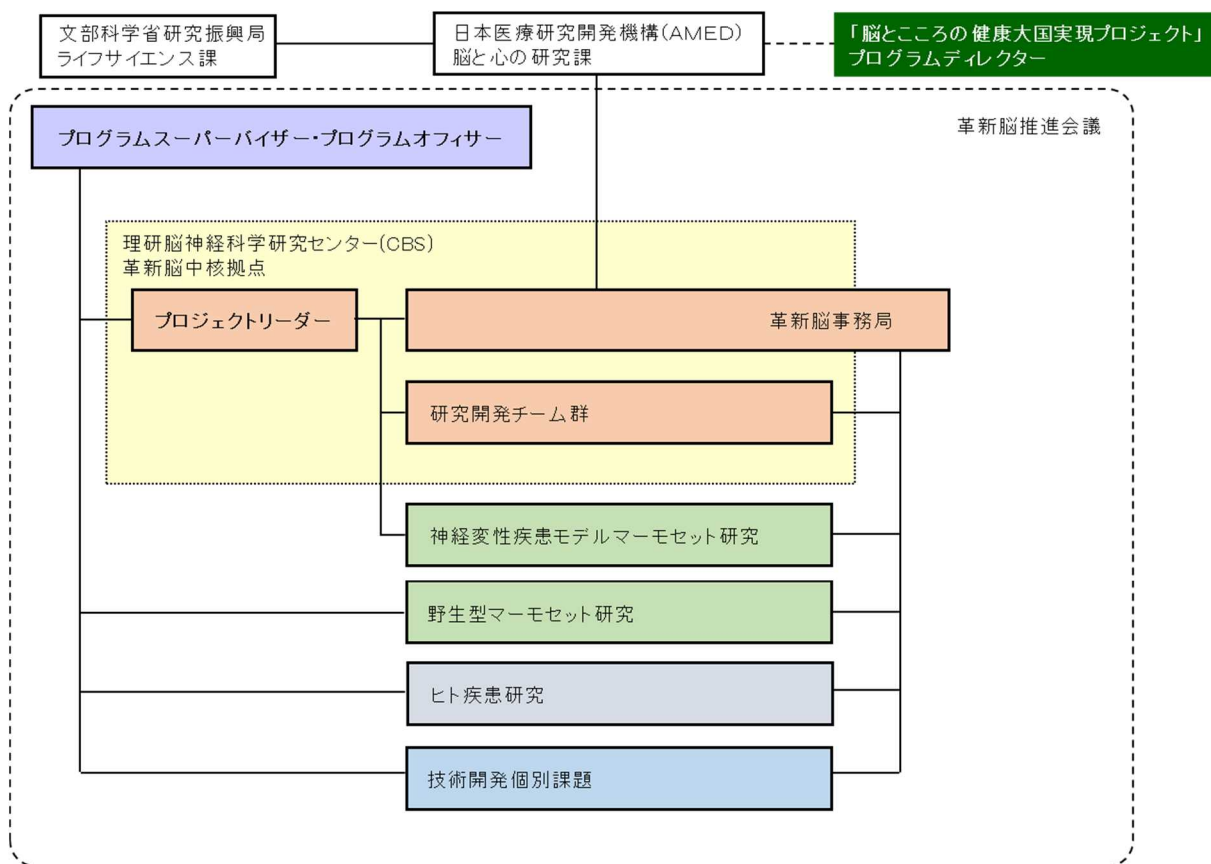 文部科学省研究振興局
ライフサイエンス課
日本医療研究開発機構(AMED)
脳と心の研究課
「脳とこころの健康大国実現プロジェクト」
プログラムディレクター
革新脳推進会議
プログラムスーパーバイザー・プログラムオフィサー
理研脳神経科学研究センター(CBS)
革新脳中核拠点
プロジェクトリーダー
革新脳事務局
研究開発チーム群
神経変性疾患モデルマーモセット研究
野生型マーモセット研究
ヒト疾患研究
技術開発個別課題